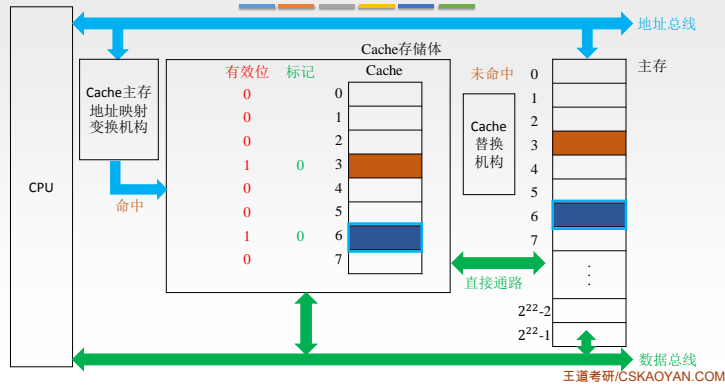 地址总线
Cache存储体
有效位 标记 Cache
未命中
主存
Cache主存
地址映射
变换机构
CPU
命中
0 0
0 1
0 2
1 0 3
0 4
0 5
1 0 6
0 7
Cache
替换
机构
0
1
2
3
4
5
6
7
...
2²²-2
2²²-1
直接通路
数据总线
王道考研/CSKAOYAN.COM